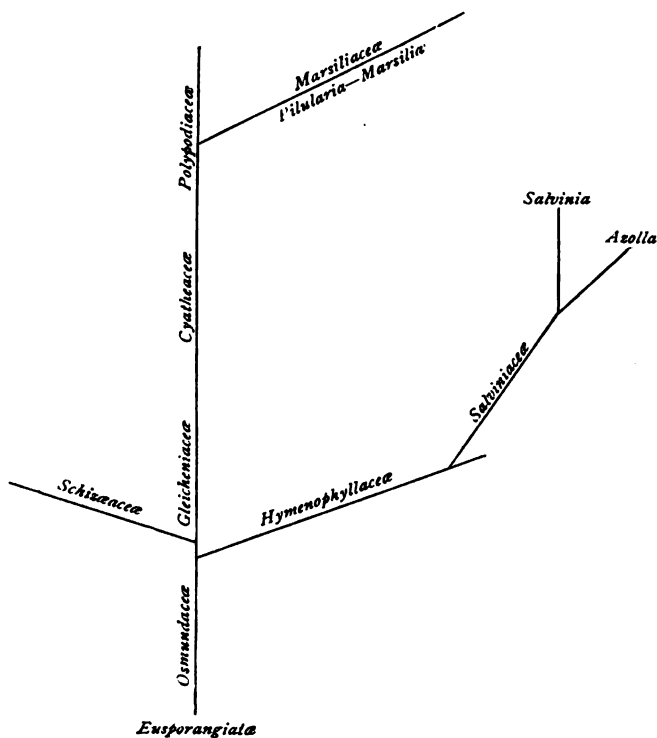 Marsiliaceæ
Pilularia—Marsilia
Polypodiaceæ
Salvinia
Azolla
Cyatheaceæ
Salviniaceæ
Gleicheniaceæ
Schizæaceæ
Hymenophyllaceæ
Osmundaceæ
Eusporangiatæ